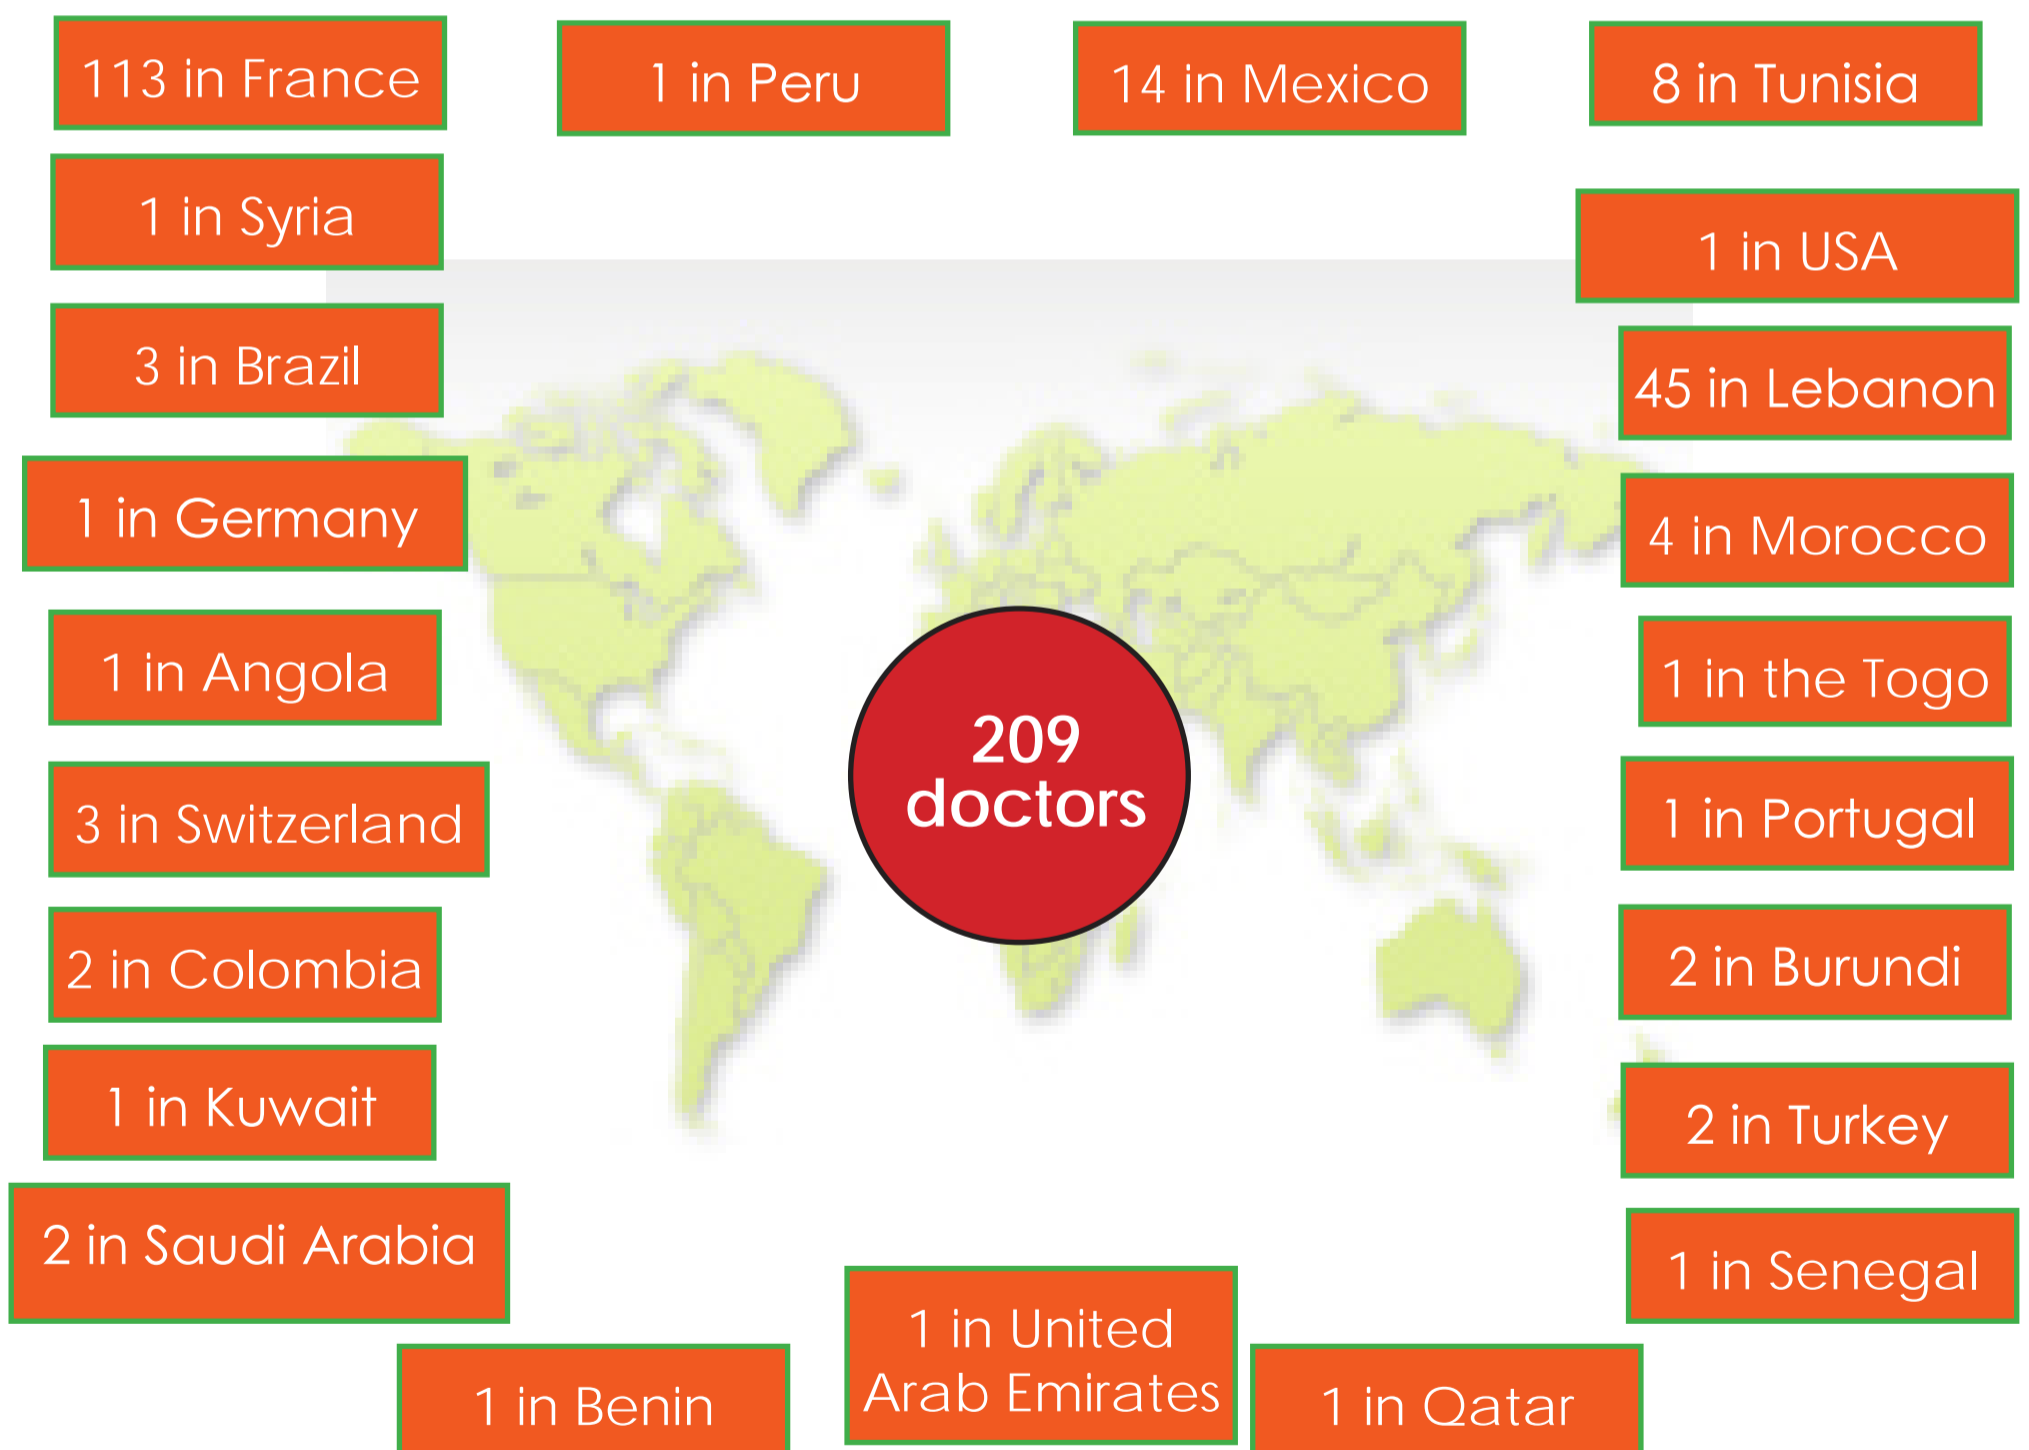 113 in France
1 in Peru
14 in Mexico
8 in Tunisia
1 in Syria
1 in USA
3 in Brazil
45 in Lebanon
1 in Germany
4 in Morocco
1 in Angola
1 in the Togo
209
doctors
3 in Switzerland
1 in Portugal
2 in Colombia
2 in Burundi
1 in Kuwait
2 in Turkey
2 in Saudi Arabia
1 in Senegal
1 in United
Arab Emirates
1 in Benin
1 in Qatar